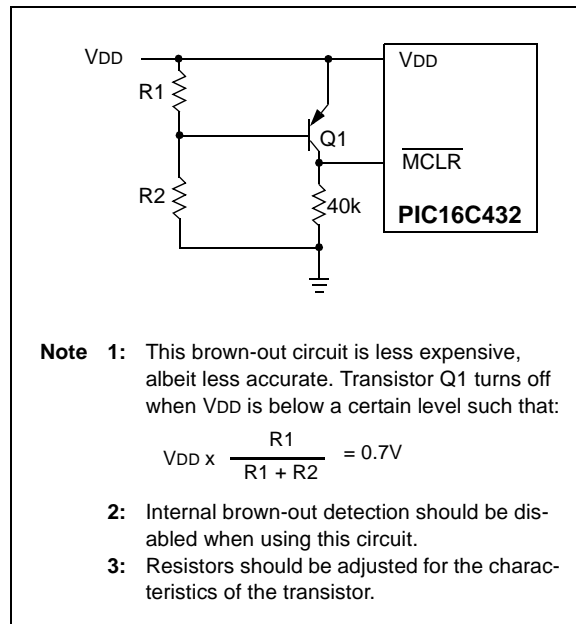 VDD
VDD
R1
Q1
MCLR
R2
40k
PIC16C432
Note 1: This brown-out circuit is less expensive,
albeit less accurate. Transistor Q1 turns off
when VDD is below a certain level such that:
R1
VDD x = 0.7V
R1 + R2
2: Internal brown-out detection should be dis-
abled when using this circuit.
3: Resistors should be adjusted for the charac-
teristics of the transistor.